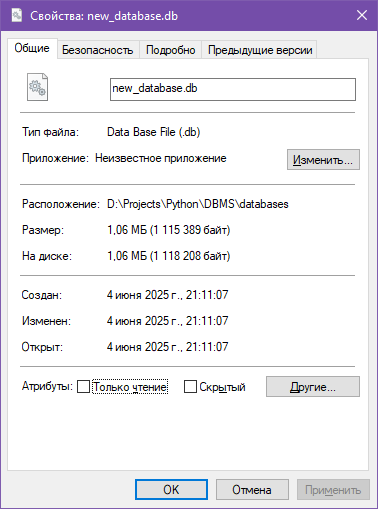 Свойства: new_database.db
Общие Безопасность Подробно Предыдущие версии
new_database.db
Тип файла: Data Base File (.db)
Приложение: Неизвестное приложение Изменить...
Расположение: D:\Projects\Python\DBMS\databases
Размер: 1,06 МБ (1 115 389 байт)
На диске: 1,06 МБ (1 118 208 байт)
Создан: 4 июня 2025 г., 21:11:07
Изменен: 4 июня 2025 г., 21:11:07
Открыт: 4 июня 2025 г., 21:11:07
Атрибуты: Только чтение Скрытый Другие...
OK Отмена Применить